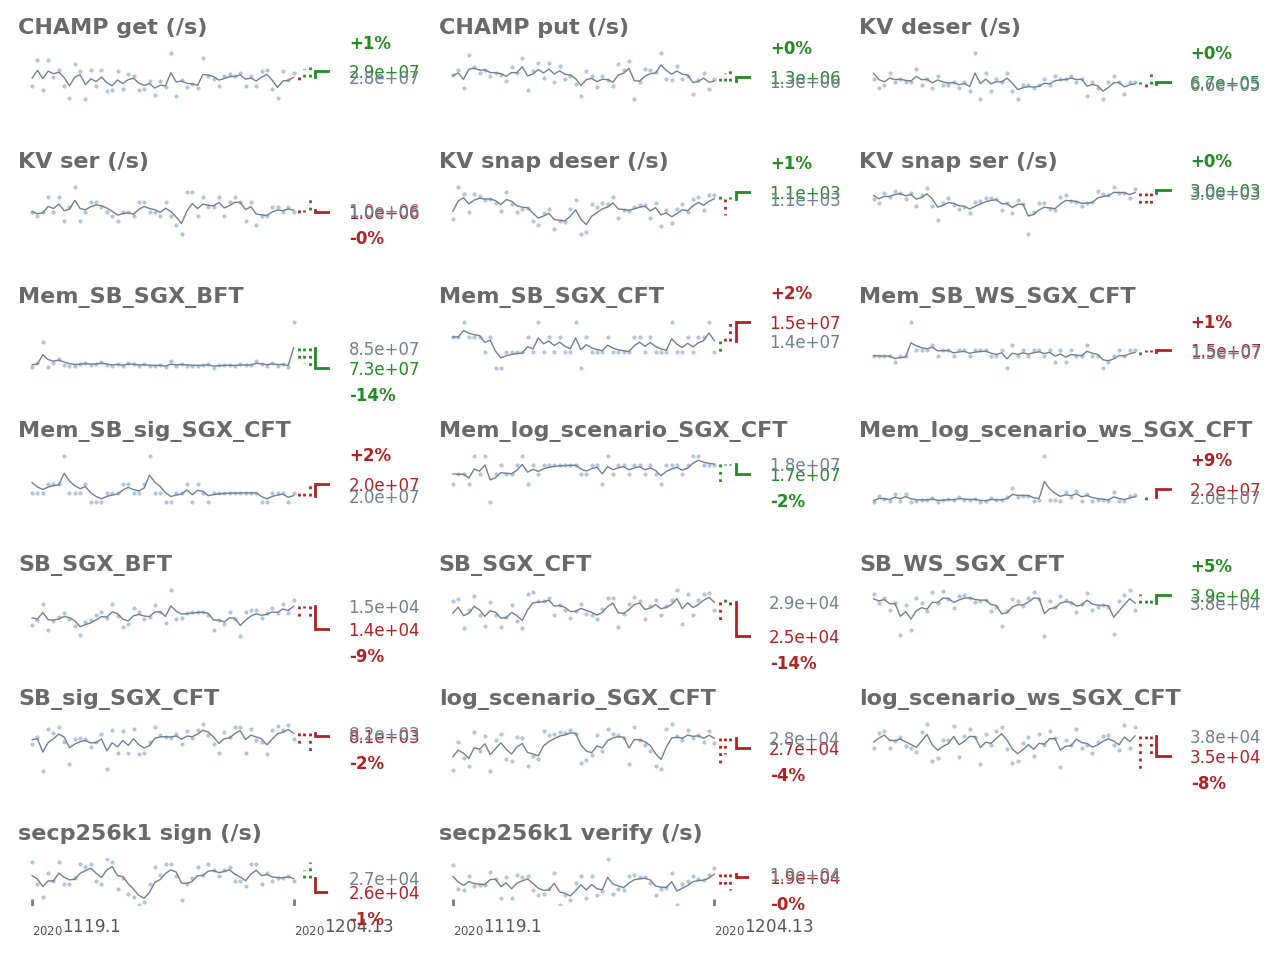 CHAMP get (/s)
+1%
2.9e+07
2.8e+07
CHAMP put (/s)
+0%
1.3e+06
1.3e+06
KV deser (/s)
+0%
6.7e+05
6.6e+05
KV ser (/s)
1.0e+06
1.0e+06
-0%
KV snap deser (/s)
+1%
1.1e+03
1.1e+03
KV snap ser (/s)
+0%
3.0e+03
3.0e+03
Mem_SB_SGX_BFT
8.5e+07
7.3e+07
-14%
Mem_SB_SGX_CFT
+2%
1.5e+07
1.4e+07
Mem_SB_WS_SGX_CFT
+1%
1.5e+07
1.5e+07
Mem_SB_sig_SGX_CFT
+2%
2.0e+07
2.0e+07
Mem_log_scenario_SGX_CFT
1.8e+07
1.7e+07
-2%
Mem_log_scenario_ws_SGX_CFT
+9%
2.2e+07
2.0e+07
SB_SGX_BFT
1.5e+04
1.4e+04
-9%
SB_SGX_CFT
2.9e+04
2.5e+04
-14%
SB_WS_SGX_CFT
+5%
3.9e+04
3.8e+04
SB_sig_SGX_CFT
8.2e+03
8.1e+03
-2%
log_scenario_SGX_CFT
2.8e+04
2.7e+04
-4%
log_scenario_ws_SGX_CFT
3.8e+04
3.5e+04
-8%
secp256k1 sign (/s)
2.7e+04
2.6e+04
-1%
secp256k1 verify (/s)
1.9e+04
1.9e+04
-0%
2020 1119.1
2020 1204.13
2020 1119.1
2020 1204.13